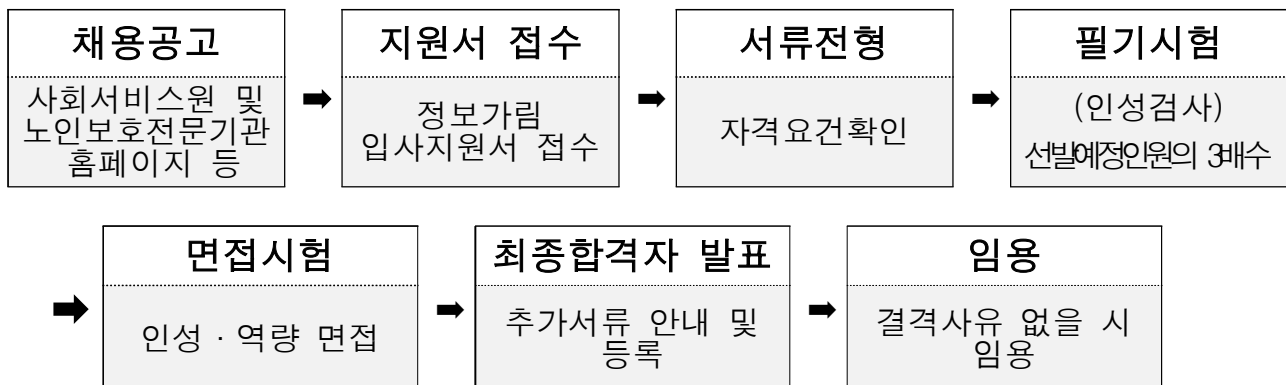 채용공고
사회서비스원 및
노인보호전문기관
홈페이지 등
➡
지원서 접수
정보가림
입사지원서 접수
➡
서류전형
자격요건확인
➡
필기시험
(인성검사)
선발예정인원의 3배수
➡
면접시험
인성 · 역량 면접
➡
최종합격자 발표
추가서류 안내 및
등록
➡
임용
결격사유 없을 시
임용